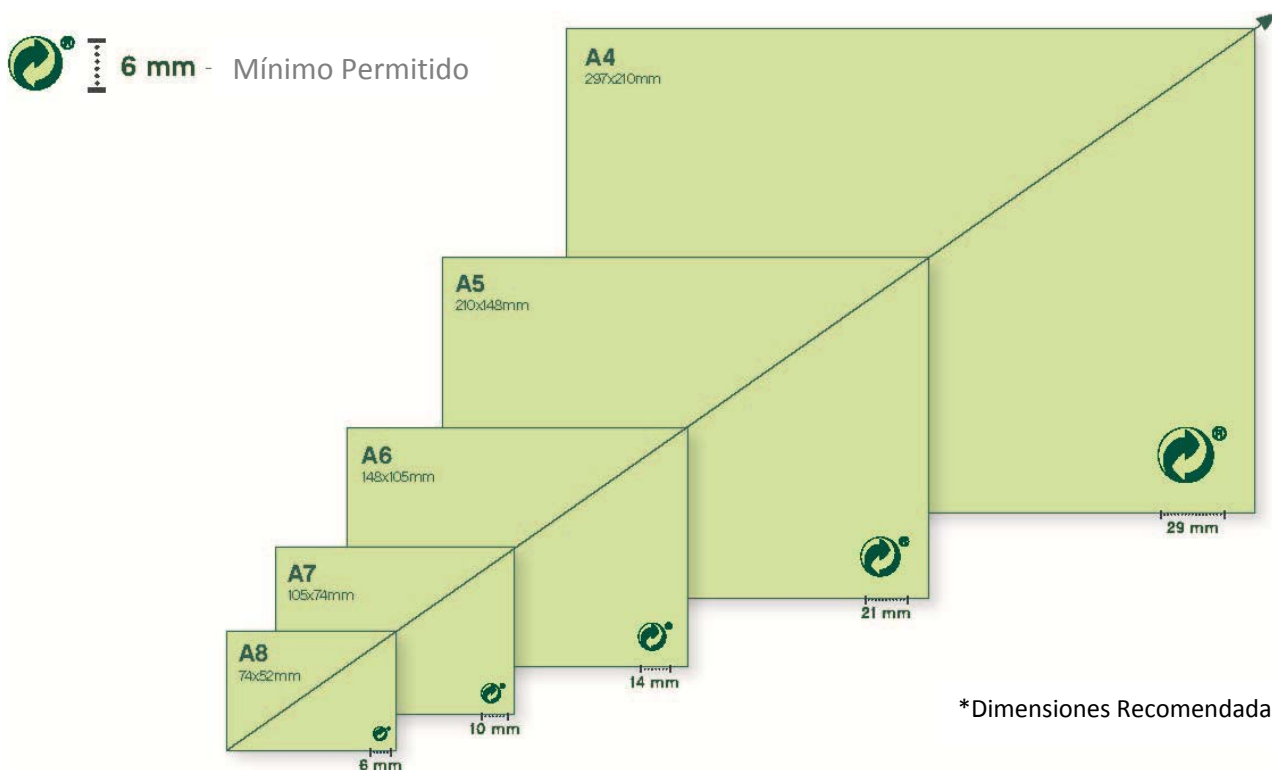 ® 6 mm - Mínimo Permitido
A4
297x210mm
®
29 mm
A5
210x148mm
®
21 mm
A6
148x105mm
®
14 mm
A7
105x74mm
®
10 mm
A8
74x52mm
®
6 mm
*Dimensiones Recomendada